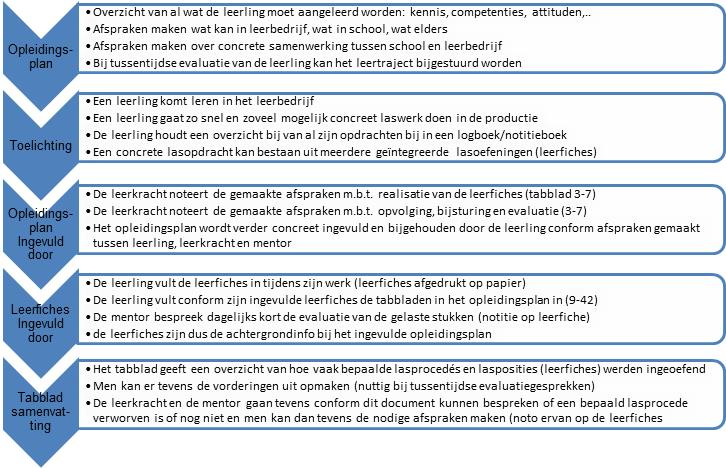 Opleidings-
plan
• Overzicht van al wat de leerling moet aangeleerd worden: kennis, competenties, attituden,..
• Afspraken maken wat kan in leerbedrijf, wat in school, wat elders
• Afspraken maken over concrete samenwerking tussen school en leerbedrijf
• Bij tussentijdse evaluatie van de leerling kan het leertraject bijgestuurd worden
Toelichting
• Een leerling komt leren in het leerbedrijf
• Een leerling gaat zo snel en zoveel mogelijk concreet laswerk doen in de productie
• De leerling houdt een overzicht bij van al zijn opdrachten bij in een logboek/notitieboek
• Een concrete lasopdracht kan bestaan uit meerdere geïntegreerde lasoefeningen (leerfiches)
Opleidings-
plan
Ingevuld
door
• De leerkracht noteert de gemaakte afspraken m.b.t. realisatie van de leerfiches (tabblad 3-7)
• De leerkracht noteert de gemaakte afspraken m.b.t. opvolging, bijsturing en evaluatie (3-7)
• Het opleidingsplan wordt verder concreet ingevuld en bijgehouden door de leerling conform afspraken gemaakt
tussen leerling, leerkracht en mentor
Leerfiches
Ingevuld
door
• De leerling vult de leerfiches in tijdens zijn werk (leerfiches afgedrukt op papier)
• De leerling vult conform zijn ingevulde leerfiches de tabbladen in het opleidingsplan in (9-42)
• De mentor bespreek dagelijks kort de evaluatie van de gelaste stukken (notitie op leerfiche)
• de leerfiches zijn dus de achtergrondinfo bij het ingevulde opleidingsplan
Tabblad
samenvat-
ting
• Het tabblad geeft een overzicht van hoe vaak bepaalde lasprocedés en lasposities (leerfiches) werden ingeoefend
• Men kan er tevens de vorderingen uit opmaken (nuttig bij tussentijdse evaluatiegesprekken)
• De leerkracht en de mentor gaan tevens conform dit document kunnen bespreken of een bepaald lasprocede
verworven is of nog niet en men kan dan tevens de nodige afspraken maken (noto ervan op de leerfiches